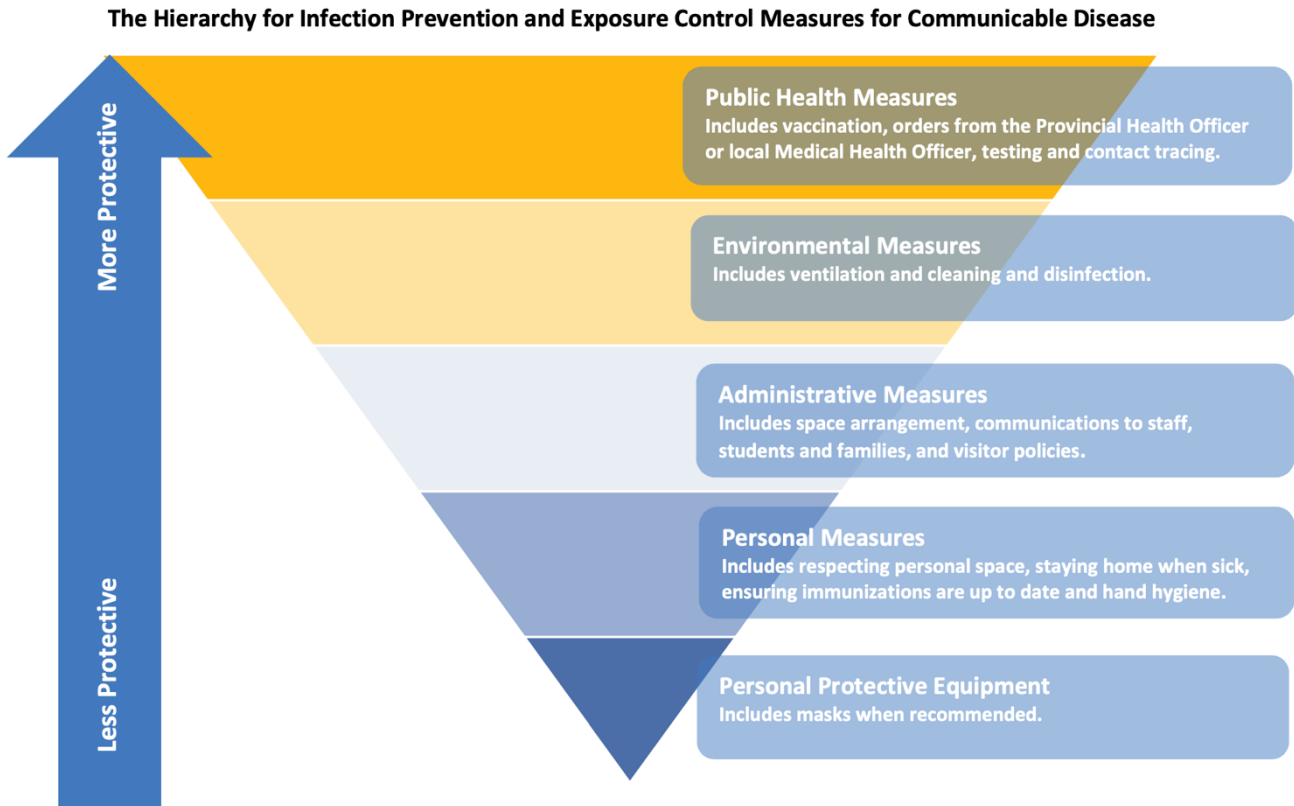 The Hierarchy for Infection Prevention and Exposure Control Measures for Communicable Disease
More Protective
Less Protective
Public Health Measures
Includes vaccination, orders from the Provincial Health Officer
or local Medical Health Officer, testing and contact tracing.
Environmental Measures
Includes ventilation and cleaning and disinfection.
Administrative Measures
Includes space arrangement, communications to staff,
students and families, and visitor policies.
Personal Measures
Includes respecting personal space, staying home when sick,
ensuring immunizations are up to date and hand hygiene.
Personal Protective Equipment
Includes masks when recommended.